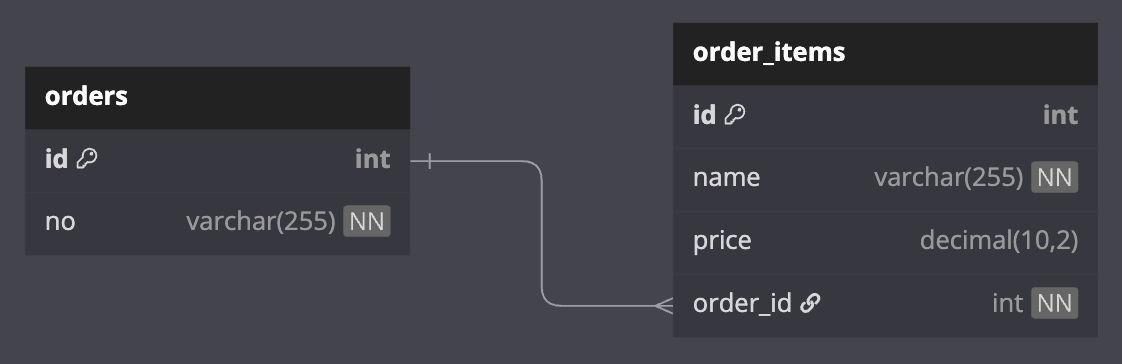 orders
id int
no varchar(255) NN
order_items
id int
name varchar(255) NN
price decimal(10,2)
order_id int NN